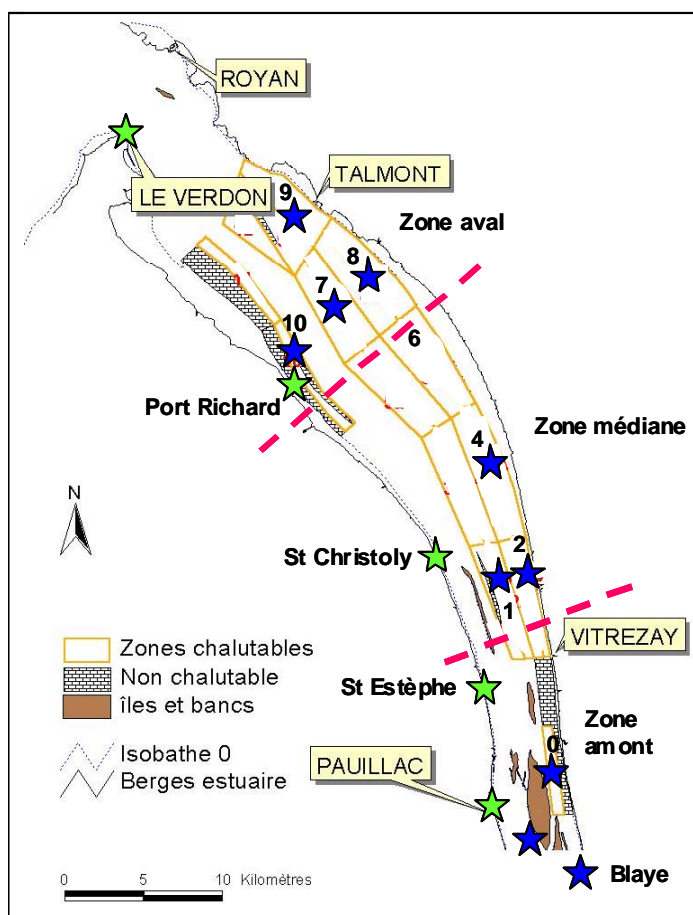 ROYAN
LE VERDON
TALMONT
9
Zone aval
8
7
6
10
Port Richard
Zone médiane
4
N
St Christoly
2
1
VITREZAY
Zones chalutables
Non chalutable
îles et bancs
St Estèphe
Zone
amont
0
Isobathe 0
Berges estuaire
PAUILLAC
Blaye
0 5 10 Kilomètres